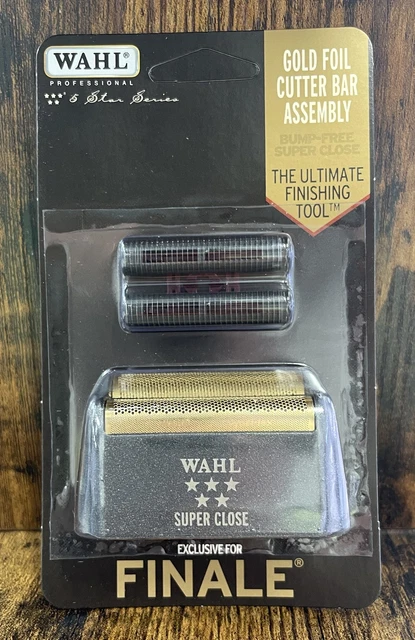 WAHL®
PROFESSIONAL
5 Star Series
GOLD FOIL
CUTTER BAR
ASSEMBLY
BUMP-FREE
SUPER CLOSE
THE ULTIMATE
FINISHING
TOOL™
WAHL
SUPER CLOSE
EXCLUSIVE FOR
FINALE®